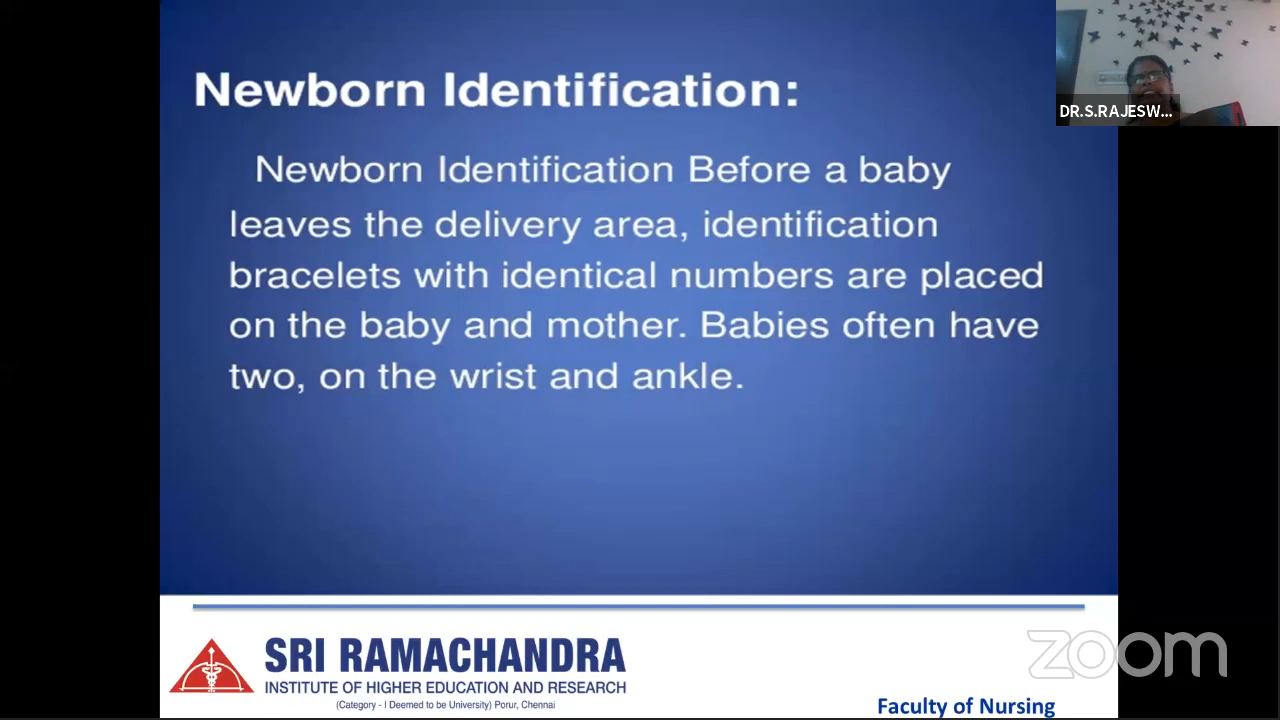 Newborn Identification:
Newborn Identification Before a baby
leaves the delivery area, identification
bracelets with identical numbers are placed
on the baby and mother. Babies often have
two, on the wrist and ankle.
DR.S.RAJESW...
SRI RAMACHANDRA
INSTITUTE OF HIGHER EDUCATION AND RESEARCH
(Category - I Deemed to be University) Porur, Chennai
zoom
Faculty of Nursing